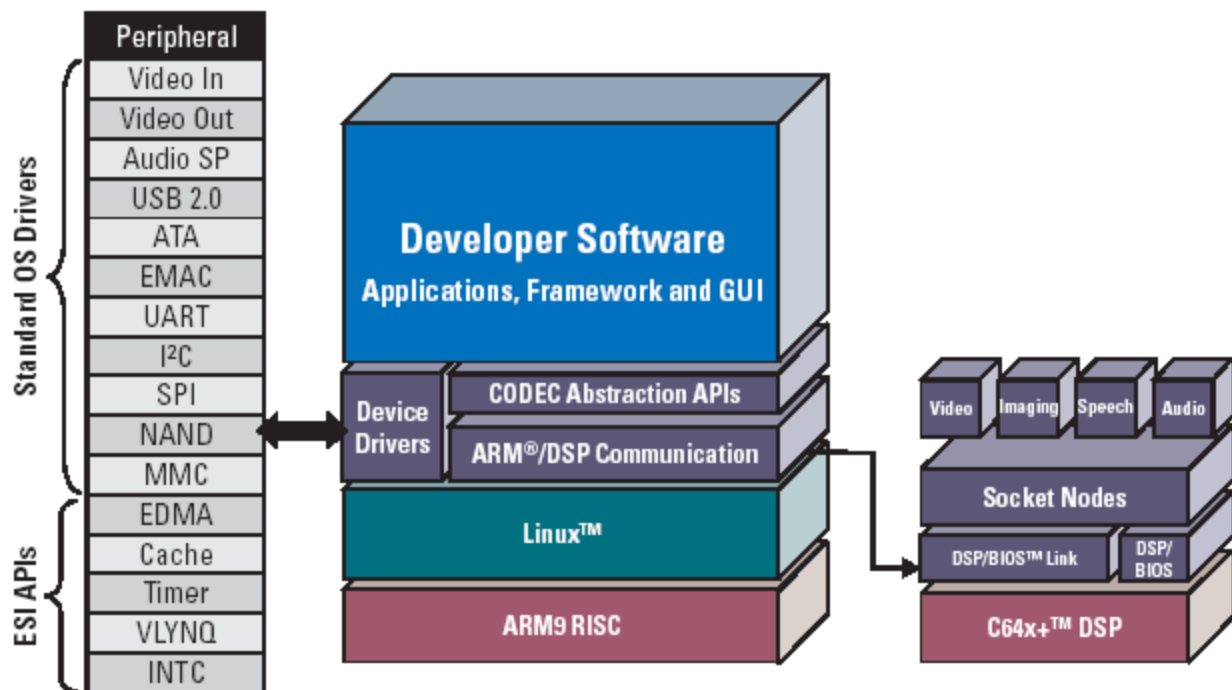 Peripheral
Video In
Video Out
Audio SP
USB 2.0
ATA
EMAC
UART
I²C
SPI
NAND
MMC
EDMA
Cache
Timer
VLYNQ
INTC
Standard OS Drivers
ESI APIs
Developer Software
Applications, Framework and GUI
Device
Drivers
CODEC Abstraction APIs
ARM®/DSP Communication
Linux™
ARM9 RISC
Video
Imaging
Speech
Audio
Socket Nodes
DSP/BIOS™ Link
DSP/
BIOS
C64x+™ DSP